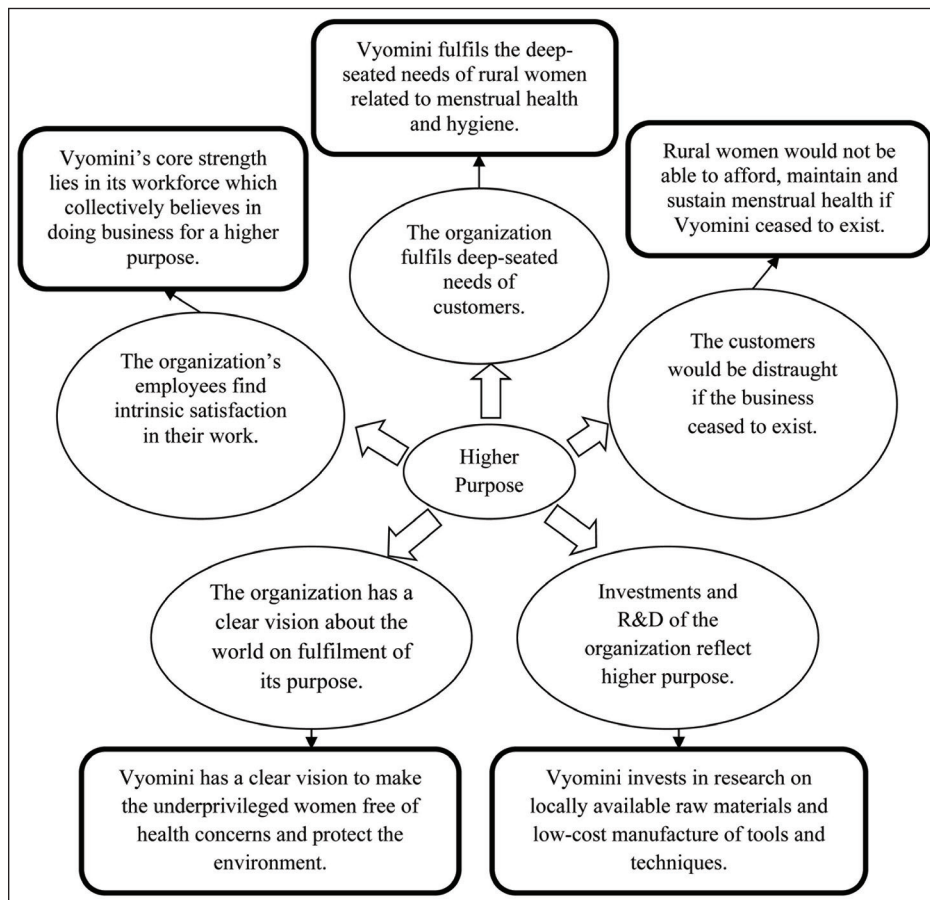 Vyomini fulfils the deep-
seated needs of rural women
related to menstrual health
and hygiene.
Vyomini’s core strength
lies in its workforce which
collectively believes in
doing business for a higher
purpose.
Rural women would not be
able to afford, maintain and
sustain menstrual health if
Vyomini ceased to exist.
The organization
fulfils deep-seated
needs of
customers.
The organization’s
employees find
intrinsic satisfaction
in their work.
The customers
would be distraught
if the business
ceased to exist.
Higher
Purpose
The organization has a
clear vision about the
world on fulfilment of
its purpose.
Investments and
R&D of the
organization reflect
higher purpose.
Vyomini has a clear vision to make
the underprivileged women free of
health concerns and protect the
environment.
Vyomini invests in research on
locally available raw materials and
low-cost manufacture of tools and
techniques.